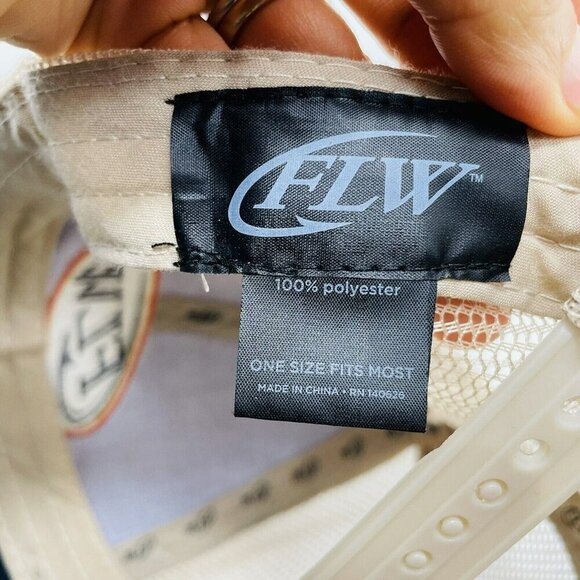 FLW™
100% polyester
ONE SIZE FITS MOST
MADE IN CHINA • RN 140626